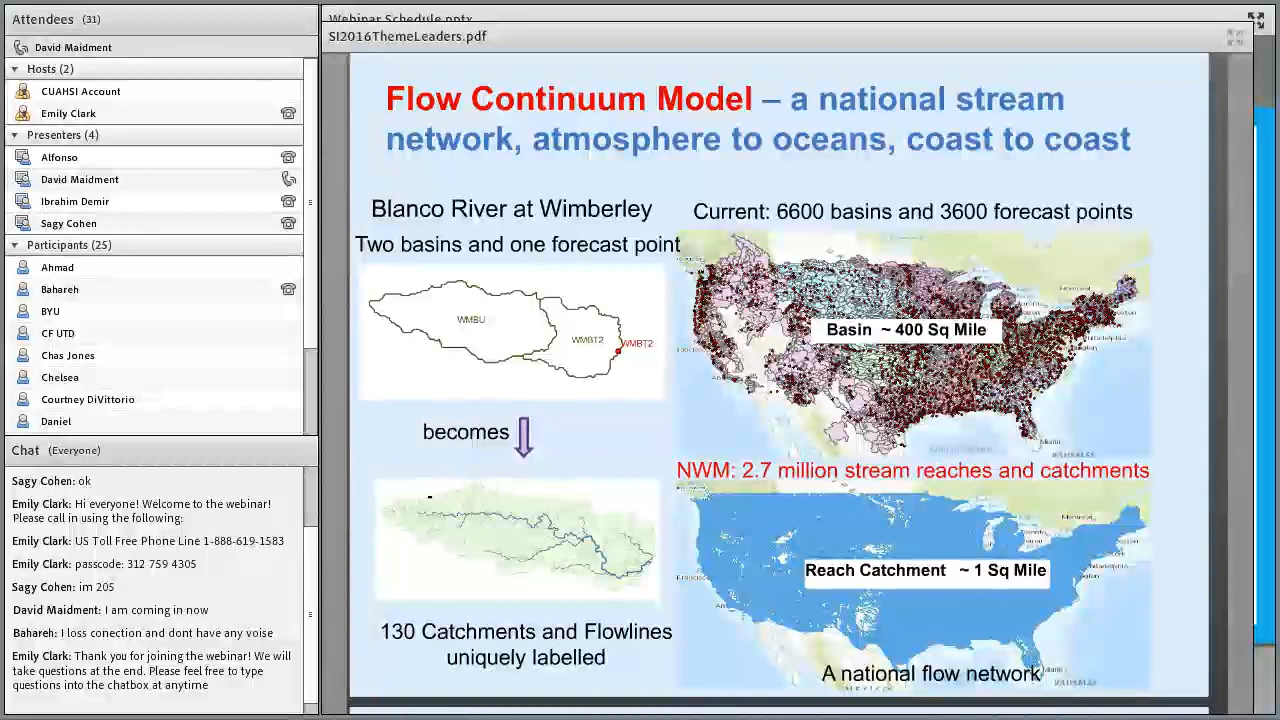 Attendees (31)
David Maidment
Hosts (2)
CUAHSI Account
Emily Clark
Presenters (4)
Alfonso
David Maidment
Ibrahim Demir
Sagy Cohen
Participants (25)
Ahmad
Bahareh
BYU
CF UTD
Chas Jones
Chelsea
Courtney DiVittorio
Daniel
Chat (Everyone)
Sagy Cohen: ok
Emily Clark: Hi everyone! Welcome to the webinar!
Please call in using the following:
Emily Clark: US Toll Free Phone Line 1-888-619-1583
Emily Clark: passcode: 312 759 4305
Sagy Cohen: im 205
David Maidment: I am coming in now
Bahareh: I loss conection and dont have any voise
Emily Clark: Thank you for joining the webinar! We will
take questions at the end. Please feel free to type
questions into the chatbox at anytime
Webinar Schedule.pptx
SI2016ThemeLeaders.pdf
Flow Continuum Model – a national stream
network, atmosphere to oceans, coast to coast
Blanco River at Wimberley
Two basins and one forecast point
WMBU
WMBT2
WMBT2
becomes
130 Catchments and Flowlines
uniquely labelled
Current: 6600 basins and 3600 forecast points
Basin ~ 400 Sq Mile
Philadelphia
Miami
NWM: 2.7 million stream reaches and catchments
Reach Catchment ~ 1 Sq Mile
Philadelphia
Miami
A national flow network